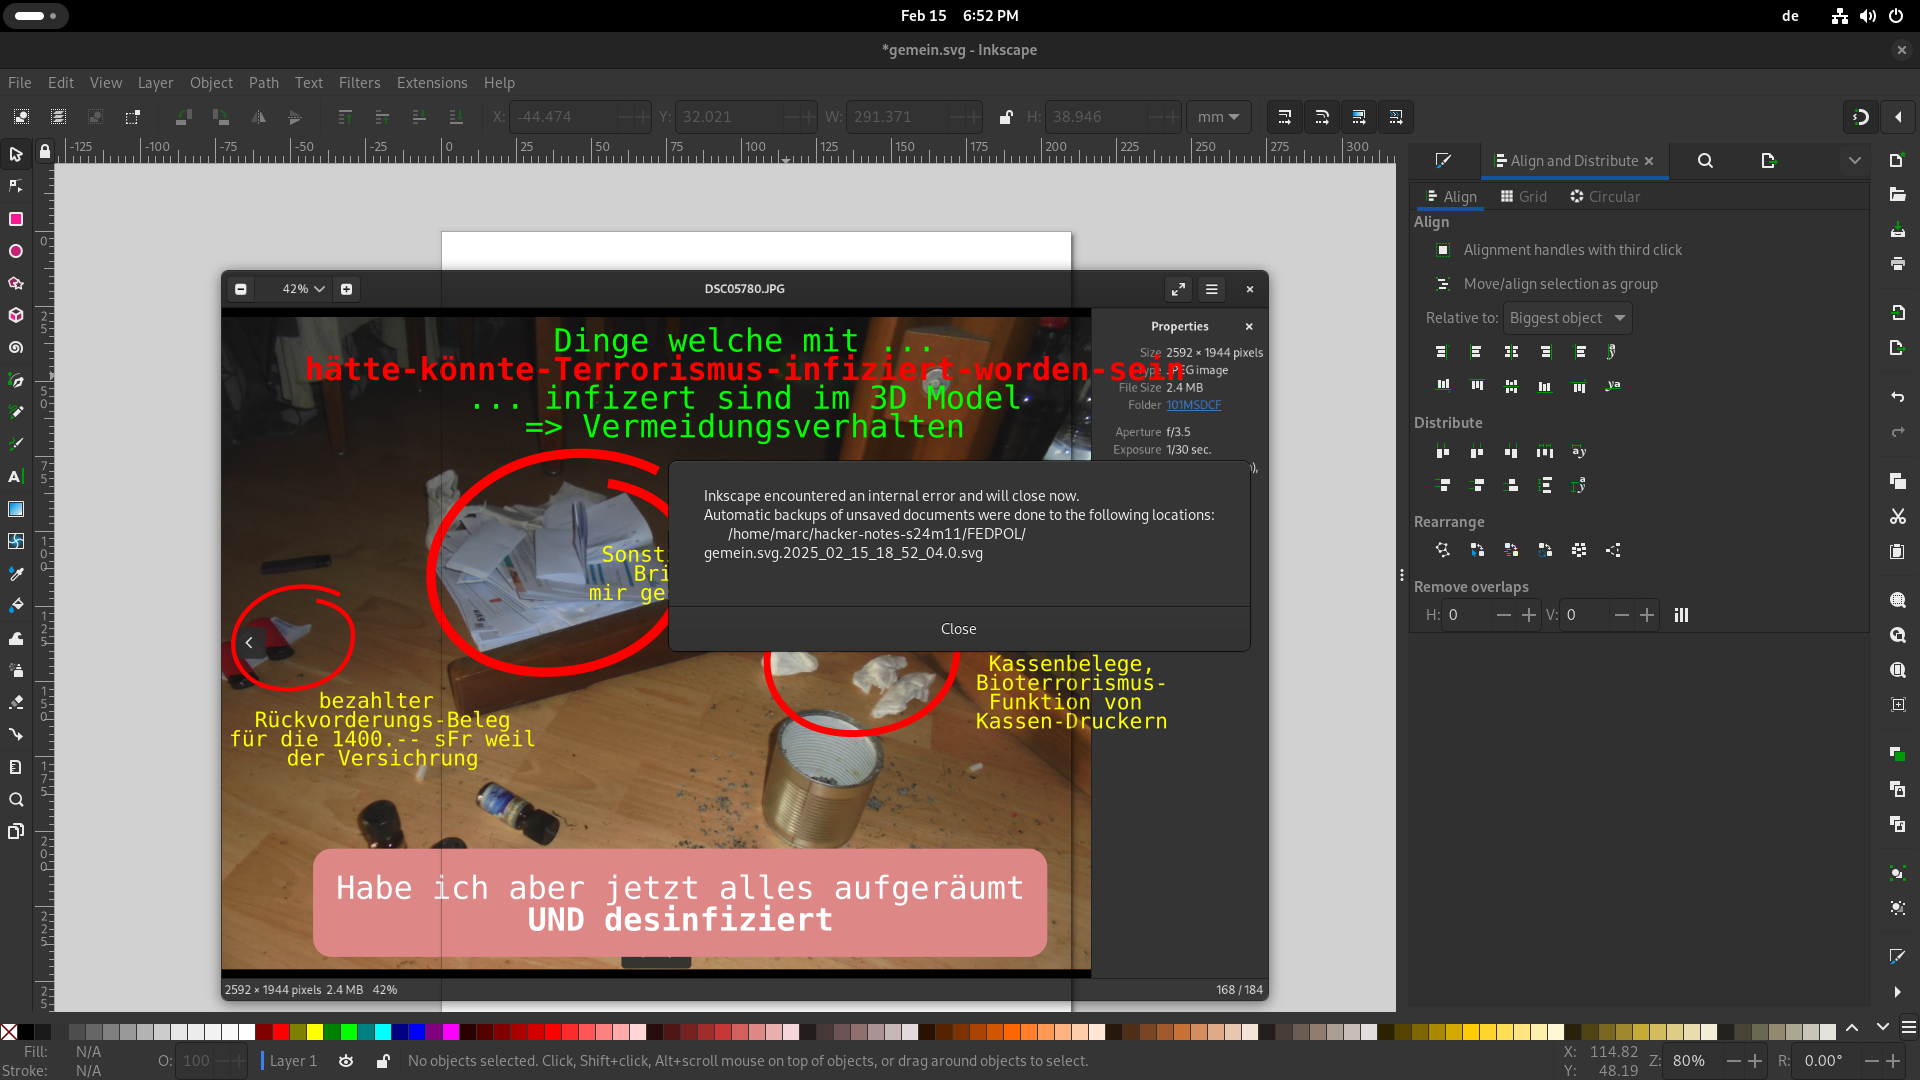 Feb 15 6:52 PM
de
*gemein.svg - Inkscape
File Edit View Layer Object Path Text Filters Extensions Help
X: -44.474 Y: 32.021 W: 291.371 H: 38.946 mm
-125 -100 -75 -50 -25 0 25 50 75 100 125 150 175 200 225 250 275 300
Align and Distribute
Align Grid Circular
Align
Alignment handles with third click
Move/align selection as group
Relative to: Biggest object
Distribute
Rearrange
Remove overlaps
H: 0 V: 0
42%
DSC05780.JPG
Properties
Size 2592 × 1944 pixels
Type JPEG image
File Size 2.4 MB
Folder 101MSDCF
Aperture f/3.5
Exposure 1/30 sec.
Dinge welche mit ...
hätte-könnte-Terrorismus-infiziert-worden-sein
... infizert sind im 3D Model
=> Vermeidungsverhalten
Inkscape encountered an internal error and will close now.
Automatic backups of unsaved documents were done to the following locations:
/home/marc/hacker-notes-s24m11/FEDPOL/
gemein.svg.2025_02_15_18_52_04.0.svg
Close
Sonst
Bri
mir ge
bezahlter
Rückvorderungs-Beleg
für die 1400.-- sFr weil
der Versichrung
Kassenbelege,
Bioterrorismus-
Funktion von
Kassen-Druckern
Habe ich aber jetzt alles aufgeräumt
UND desinfiziert
2592 × 1944 pixels 2.4 MB 42%
168 / 184
Fill: N/A
Stroke: N/A
O: 100
Layer 1
No objects selected. Click, Shift+click, Alt+scroll mouse on top of objects, or drag around objects to select.
X: 114.82
Y: 48.19
Z: 80%
R: 0.00°